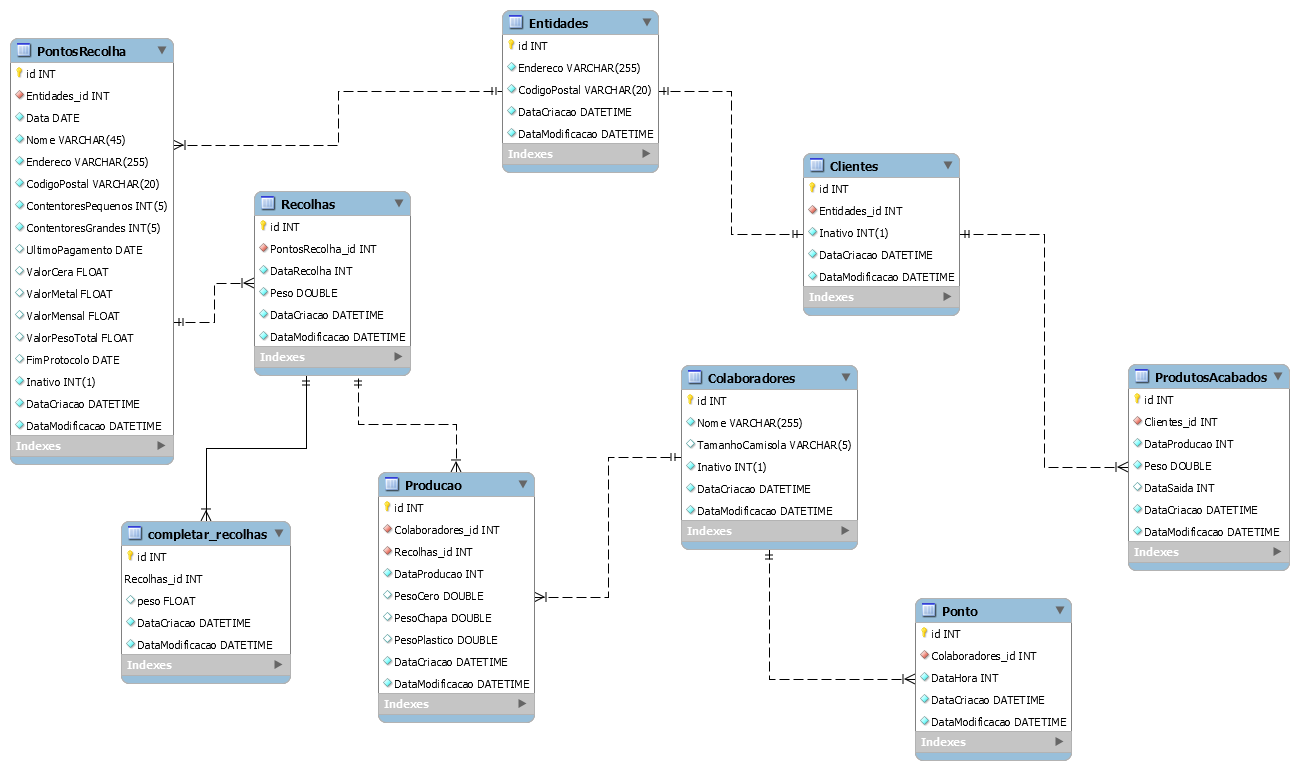 PontosRecolha
id INT
Entidades_id INT
Data DATE
Nome VARCHAR(45)
Endereco VARCHAR(255)
CodigoPostal VARCHAR(20)
ContentoresPequenos INT(5)
ContentoresGrandes INT(5)
UltimoPagamento DATE
ValorCera FLOAT
ValorMetal FLOAT
ValorMensal FLOAT
ValorPesoTotal FLOAT
FimProtocolo DATE
Inativo INT(1)
DataCriacao DATETIME
DataModificacao DATETIME
Indexes
Entidades
id INT
Endereco VARCHAR(255)
CodigoPostal VARCHAR(20)
DataCriacao DATETIME
DataModificacao DATETIME
Indexes
Recolhas
id INT
PontosRecolha_id INT
DataRecolha INT
Peso DOUBLE
DataCriacao DATETIME
DataModificacao DATETIME
Indexes
Clientes
id INT
Entidades_id INT
Inativo INT(1)
DataCriacao DATETIME
DataModificacao DATETIME
Indexes
Colaboradores
id INT
Nome VARCHAR(255)
TamanhoCamisola VARCHAR(5)
Inativo INT(1)
DataCriacao DATETIME
DataModificacao DATETIME
Indexes
ProdutosAcabados
id INT
Clientes_id INT
DataProducao INT
Peso DOUBLE
DataSaida INT
DataCriacao DATETIME
DataModificacao DATETIME
Indexes
completar_recolhas
id INT
Recolhas_id INT
peso FLOAT
DataCriacao DATETIME
DataModificacao DATETIME
Indexes
Producao
id INT
Colaboradores_id INT
Recolhas_id INT
DataProducao INT
PesoCero DOUBLE
PesoChapa DOUBLE
PesoPlastico DOUBLE
DataCriacao DATETIME
DataModificacao DATETIME
Indexes
Ponto
id INT
Colaboradores_id INT
DataHora INT
DataCriacao DATETIME
DataModificacao DATETIME
Indexes